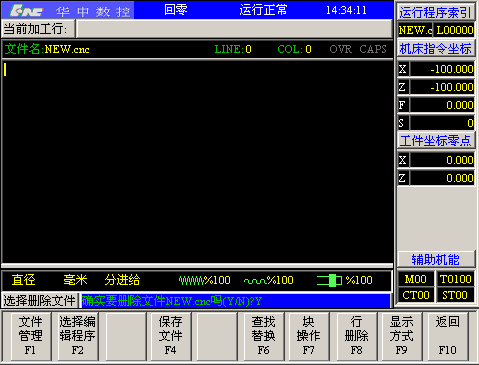 CNC 华中数控 回零 运行正常 14:34:11
当前加工行:
文件名:NEW.cnc LINE:0 COL: 0 OVR CAPS
运行程序索引
NEW.c L00000
机床指令坐标
X -100.000
Z -100.000
F 0.000
S 0
工件坐标零点
X 0.000
Z 0.000
辅助机能
M00 T0100
CT00 ST00
直径 毫米 分进给 %100 %100 %100
选择删除文件 确实要删除文件NEW.cnc吗(Y/N)?Y
文件
管理
F1
选择编
辑程序
F2
保存
文件
F4
查找
替换
F6
块
操作
F7
行
删除
F8
显示
方式
F9
返回
F10